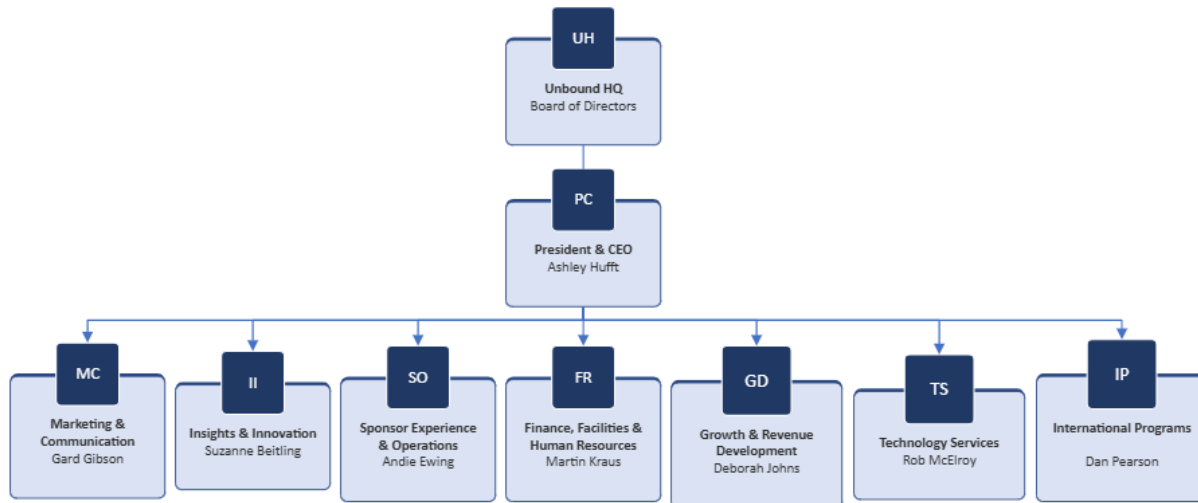 UH
Unbound HQ
Board of Directors
PC
President & CEO
Ashley Hufft
MC
Marketing &
Communication
Gard Gibson
II
Insights & Innovation
Suzanne Beitling
SO
Sponsor Experience
& Operations
Andie Ewing
FR
Finance, Facilities &
Human Resources
Martin Kraus
GD
Growth & Revenue
Development
Deborah Johns
TS
Technology Services
Rob McElroy
IP
International Programs
Dan Pearson